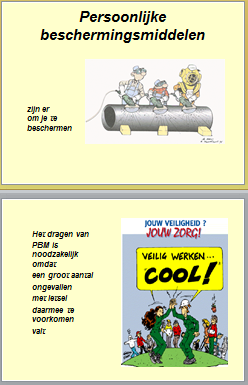 Persoonlijke
beschermingsmiddelen
zijn er
om je te
beschermen
Het dragen van
PBM is
noodzakelijk
omdat
een groot aantal
ongevallen
met letsel
daarmee te
voorkomen
valt
JOUW VEILIGHEID ?
JOUW ZORG!
VEILIG WERKEN...
COOL!